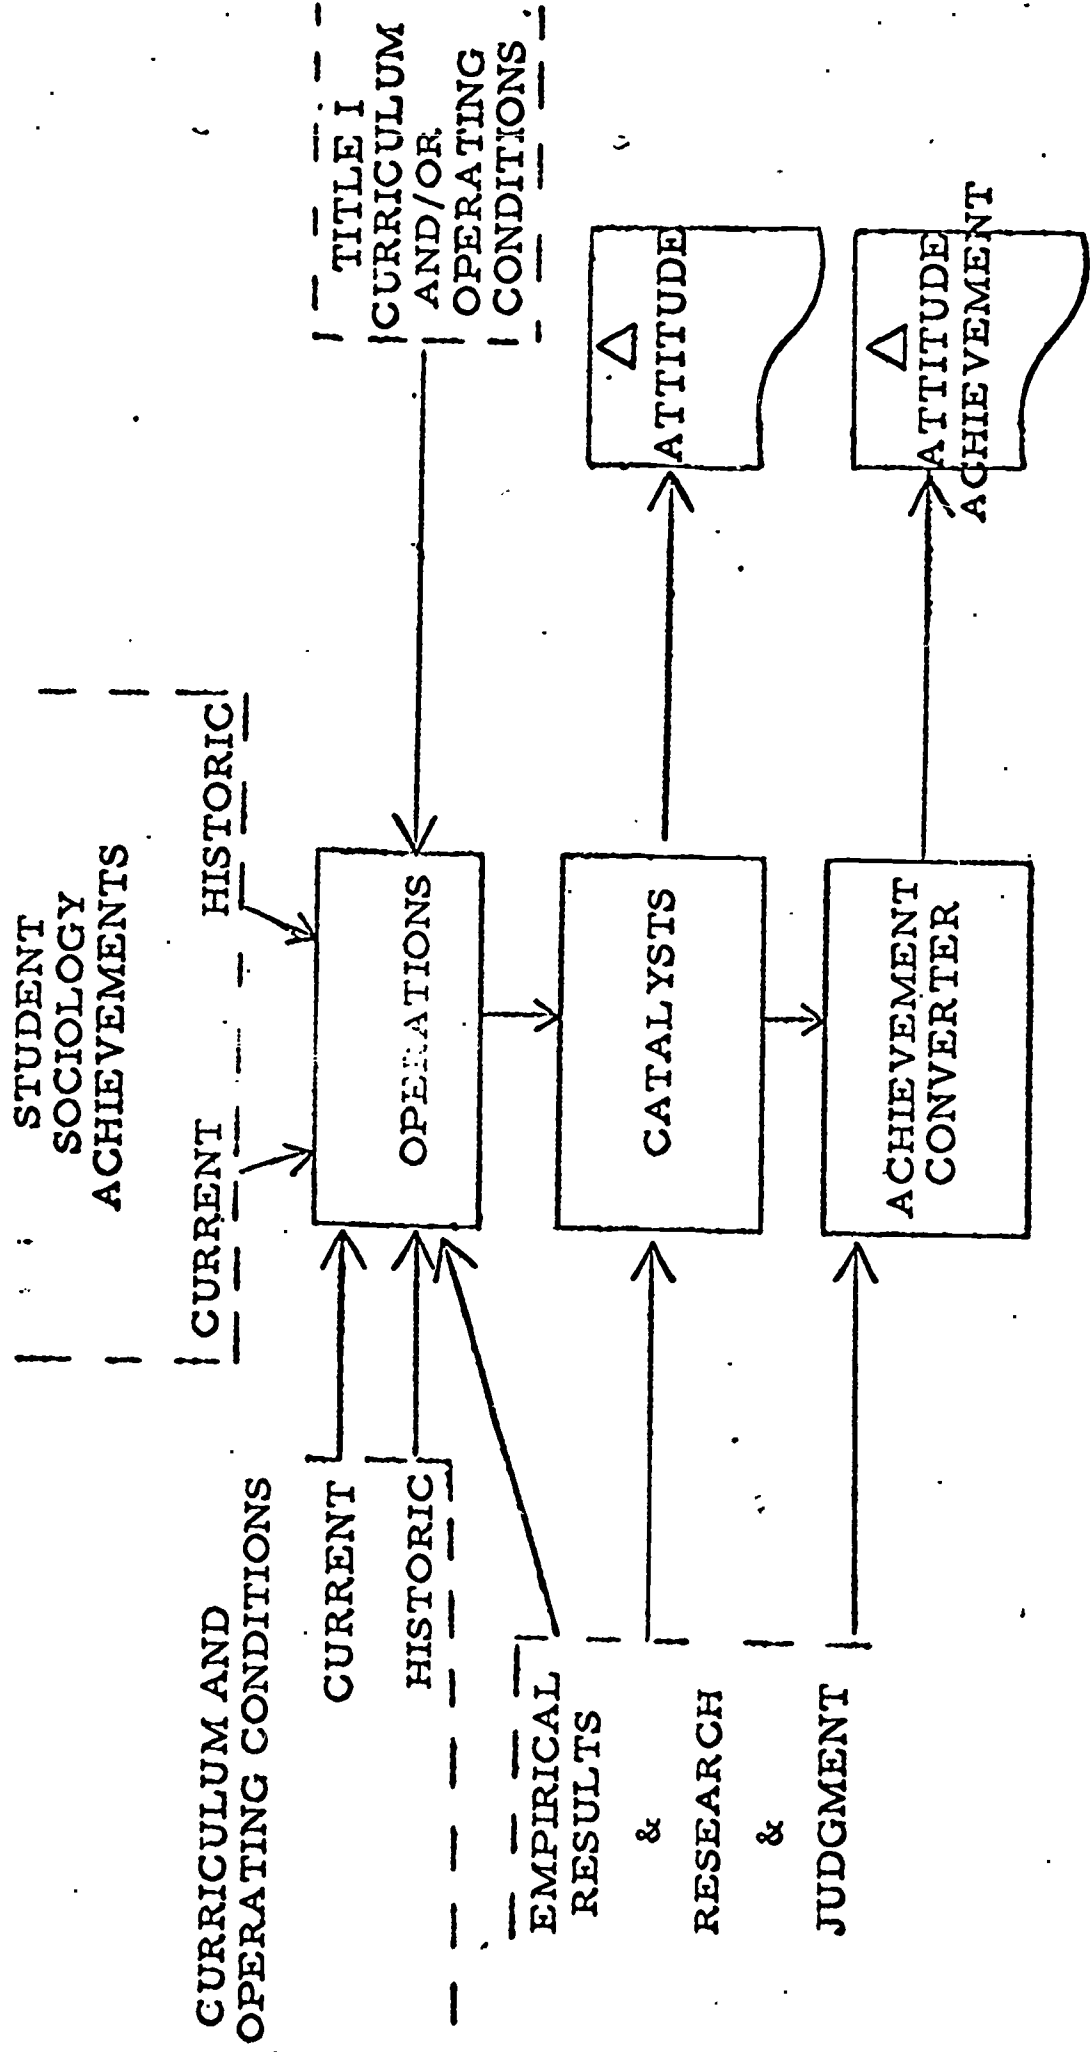 STUDENT
SOCIOLOGY
ACHIEVEMENTS
CURRENT
HISTORIC
CURRICULUM AND
OPERATING CONDITIONS
CURRENT
HISTORIC
TITLE I
CURRICULUM
AND/OR
OPERATING
CONDITIONS
OPERATIONS
EMPIRICAL
RESULTS
&
RESEARCH
&
JUDGMENT
CATALYSTS
Δ
ATTITUDE
ACHIEVEMENT
CONVERTER
Δ
ATTITUDE
ACHIEVEMENT